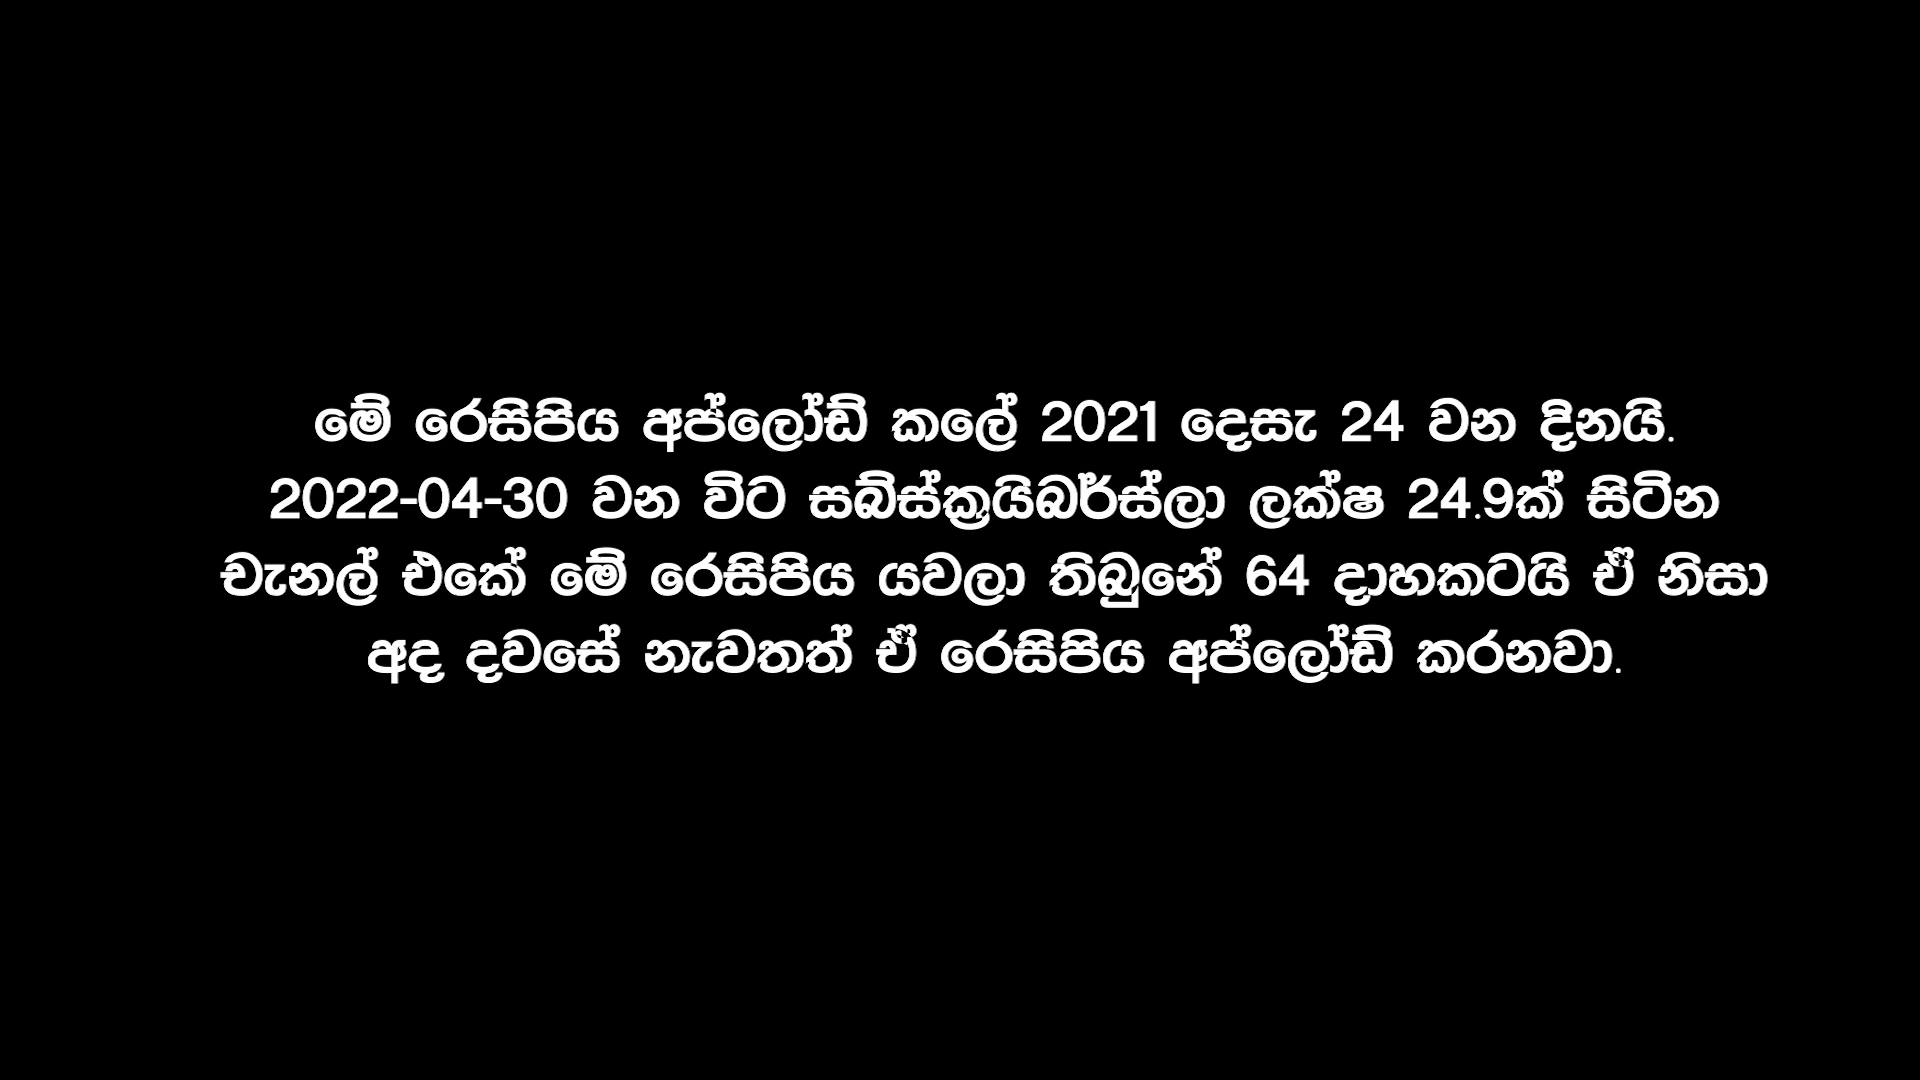 මේ රෙසිපිය අප්ලෝඩ් කලේ 2021 දෙසැ 24 වන දිනයි.
2022-04-30 වන විට සබ්ස්ක්‍රයිබර්ස්ලා ලක්ෂ 24.9ක් සිටින
චැනල් එකේ මේ රෙසිපිය යවලා තිබුනේ 64 දාහකටයි ඒ නිසා
අද දවසේ නැවතත් ඒ රෙසිපිය අප්ලෝඩ් කරනවා.